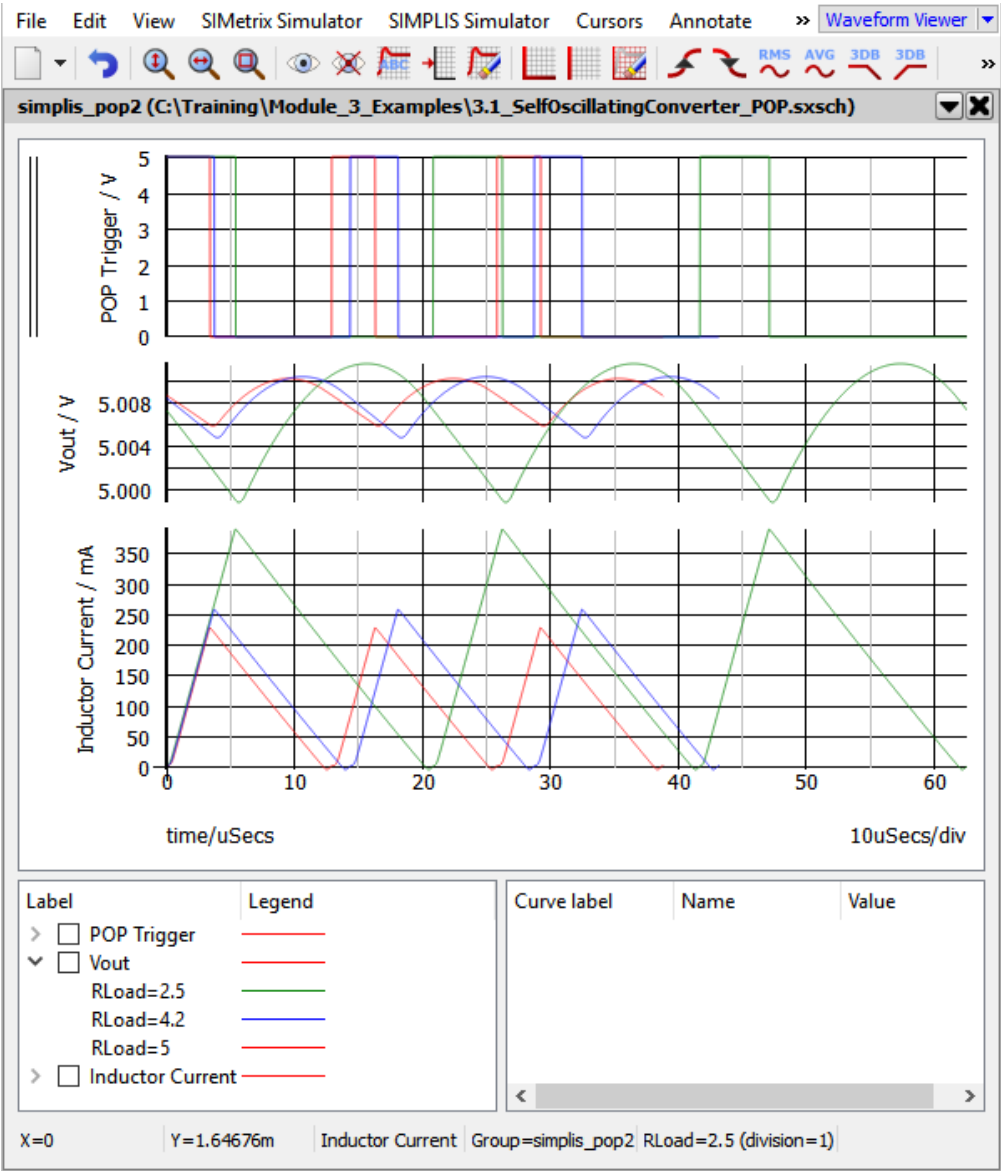 File Edit View SIMetrix Simulator SIMPLIS Simulator Cursors Annotate » Waveform Viewer
ABC RMS AVG 3DB 3DB »
simplis_pop2 (C:\Training\Module_3_Examples\3.1_SelfOscillatingConverter_POP.sxsch)
POP Trigger / V
5
4
3
2
1
0
Vout / V
5.008
5.004
5.000
Inductor Current / mA
350
300
250
200
150
100
50
0
0 10 20 30 40 50 60
time/uSecs 10uSecs/div
Label Legend
POP Trigger
Vout
RLoad=2.5
RLoad=4.2
RLoad=5
Inductor Current
Curve label Name Value
X=0 Y=1.64676m Inductor Current Group=simplis_pop2 RLoad=2.5 (division=1)